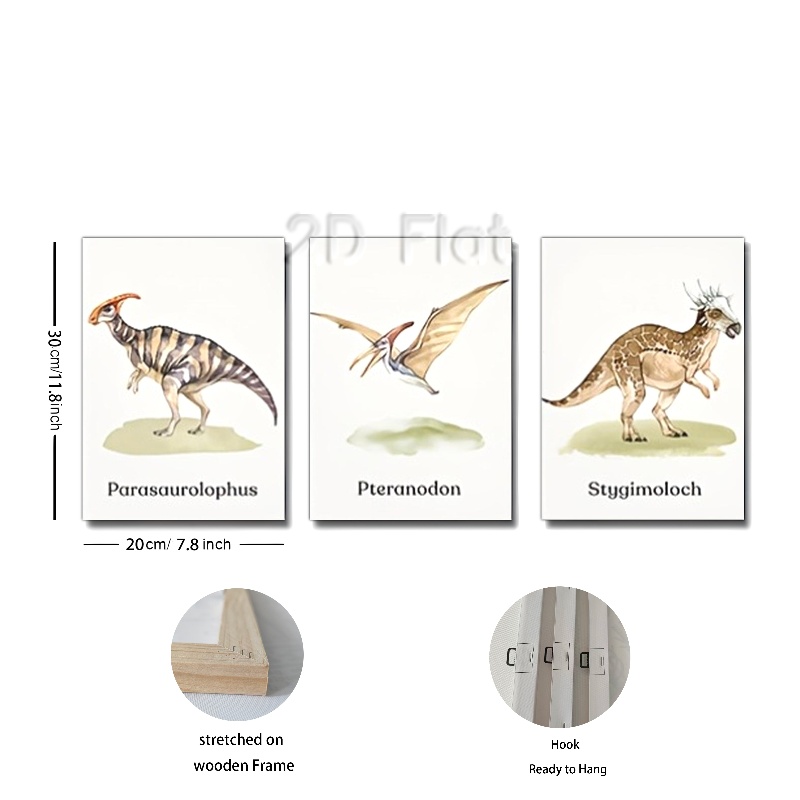 2D Flat
30cm/11.8inch
Parasaurolophus
Pteranodon
Stygimoloch
20cm/ 7.8 inch
stretched on
wooden Frame
Hook
Ready to Hang